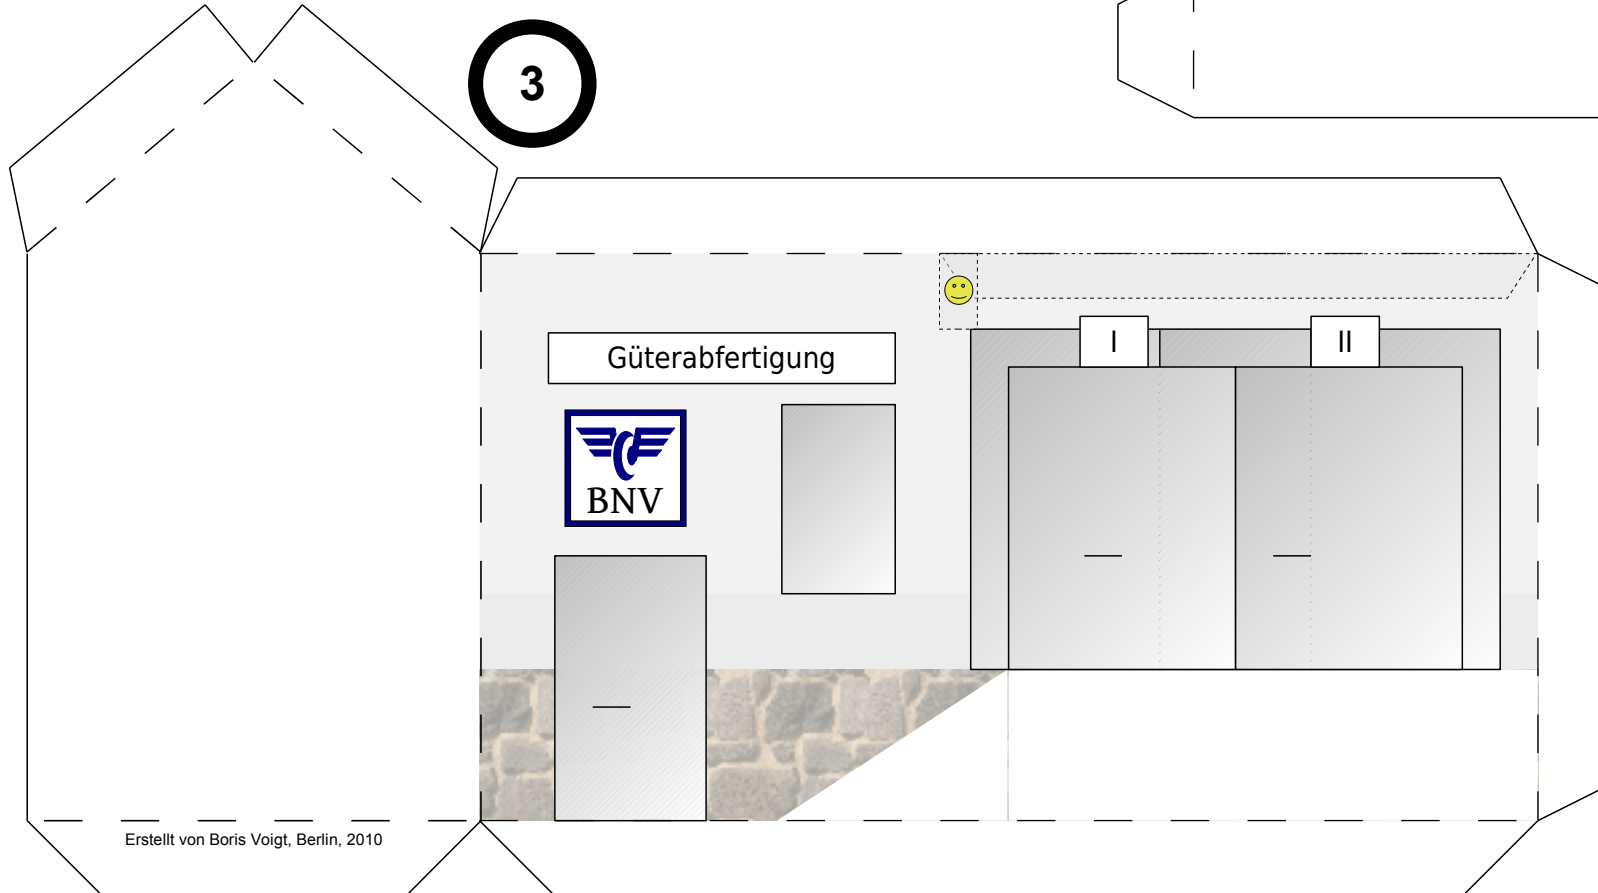 3
Güterabfertigung
I
II
BNV
Erstellt von Boris Voigt, Berlin, 2010